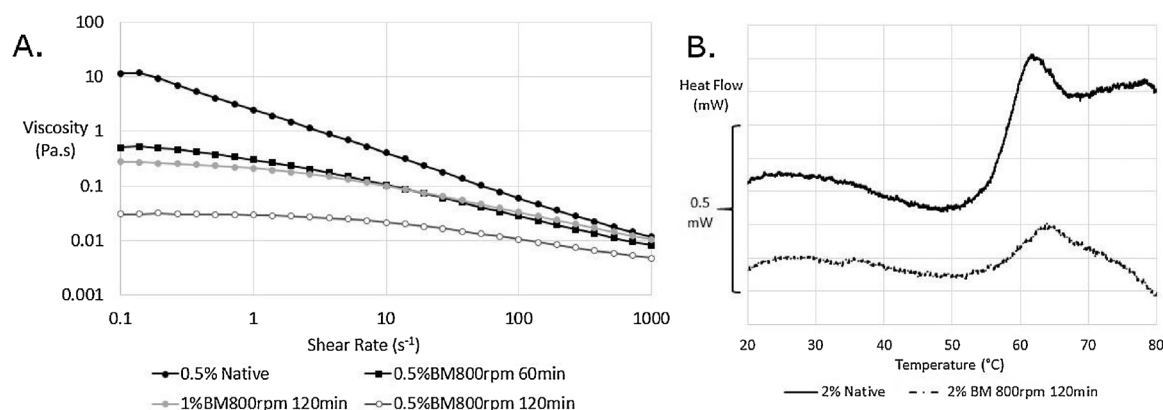 A.
100
10
1
0.1
0.01
0.001
Viscosity
(Pa.s)
0.1 1 10 100 1000
Shear Rate (s⁻¹)
0.5% Native 0.5%BM800rpm 60min
1%BM800rpm 120min 0.5%BM800rpm 120min
B.
Heat Flow
(mW)
0.5
mW
20 30 40 50 60 70 80
Temperature (°C)
2% Native 2% BM 800rpm 120min